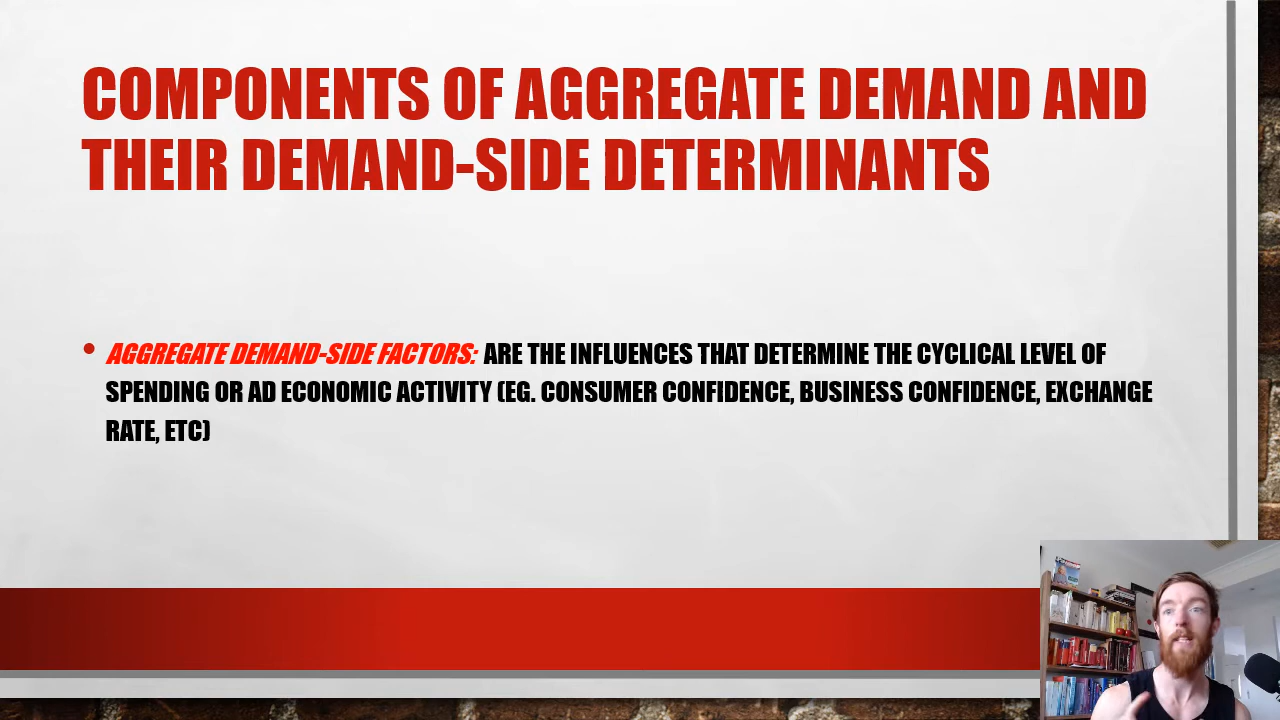 COMPONENTS OF AGGREGATE DEMAND AND
THEIR DEMAND-SIDE DETERMINANTS
• AGGREGATE DEMAND-SIDE FACTORS: ARE THE INFLUENCES THAT DETERMINE THE CYCLICAL LEVEL OF
SPENDING OR AD ECONOMIC ACTIVITY (EG. CONSUMER CONFIDENCE, BUSINESS CONFIDENCE, EXCHANGE
RATE, ETC)